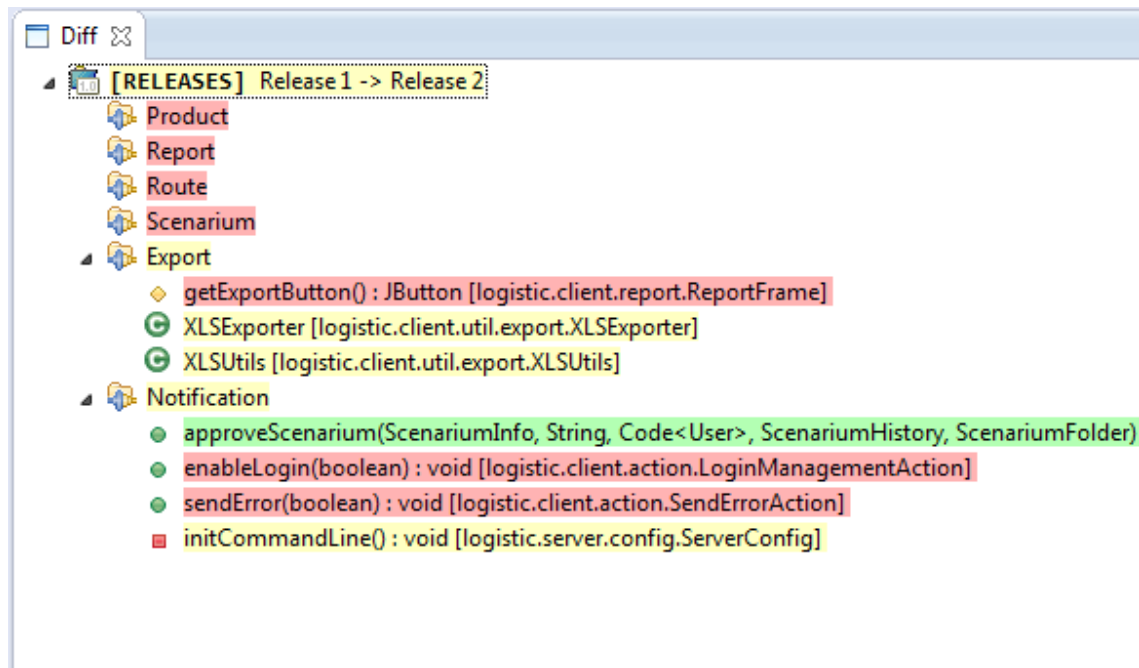 Diff
1.0 [RELEASES] Release 1 -> Release 2
Product
Report
Route
Scenarium
Export
getExportButton() : JButton [logistic.client.report.ReportFrame]
C XLSExporter [logistic.client.util.export.XLSExporter]
C XLSUtils [logistic.client.util.export.XLSUtils]
Notification
approveScenarium(ScenariumInfo, String, Code<User>, ScenariumHistory, ScenariumFolder)
enableLogin(boolean) : void [logistic.client.action.LoginManagementAction]
sendError(boolean) : void [logistic.client.action.SendErrorAction]
initCommandLine() : void [logistic.server.config.ServerConfig]